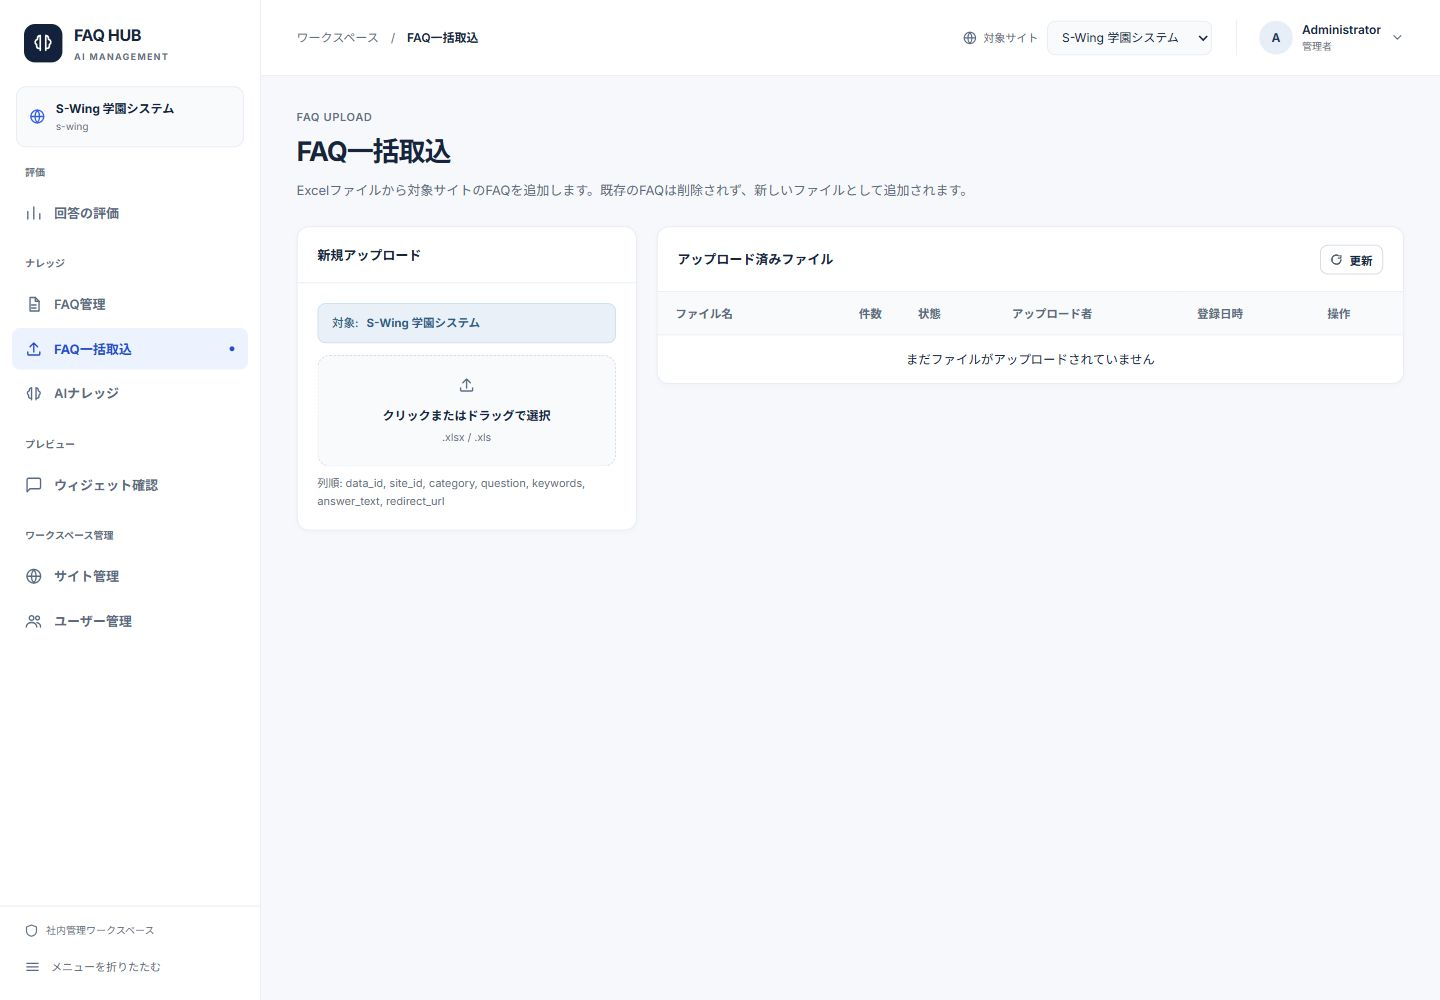 FAQ HUB
AI MANAGEMENT
S-Wing 学園システム
s-wing
評価
回答の評価
ナレッジ
FAQ管理
FAQ一括取込
AIナレッジ
プレビュー
ウィジェット確認
ワークスペース管理
サイト管理
ユーザー管理
社内管理ワークスペース
メニューを折りたたむ
ワークスペース / FAQ一括取込
対象サイト S-Wing 学園システム
A
Administrator
管理者
FAQ UPLOAD
FAQ一括取込
Excelファイルから対象サイトのFAQを追加します。既存のFAQは削除されず、新しいファイルとして追加されます。
新規アップロード
対象: S-Wing 学園システム
クリックまたはドラッグで選択
.xlsx / .xls
列順: data_id, site_id, category, question, keywords,
answer_text, redirect_url
アップロード済みファイル
更新
ファイル名 件数 状態 アップロード者 登録日時 操作
まだファイルがアップロードされていません